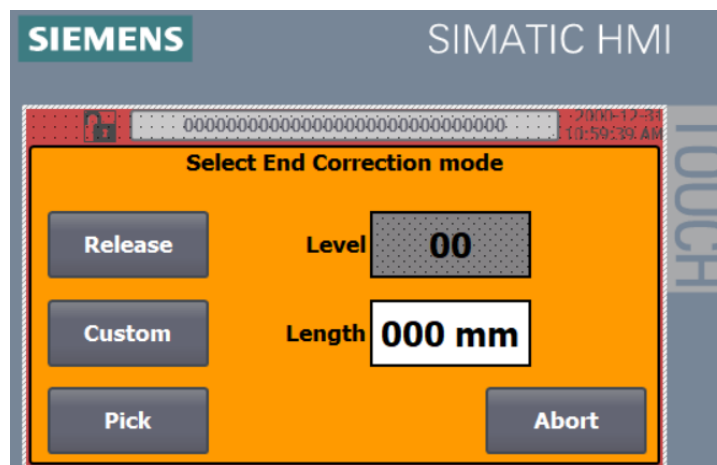 SIEMENS
SIMATIC HMI
TOUCH
000000000000000000000000000000
2000-12-31
10:59:39 AM
Select End Correction mode
Release
Level
00
Custom
Length
000 mm
Pick
Abort